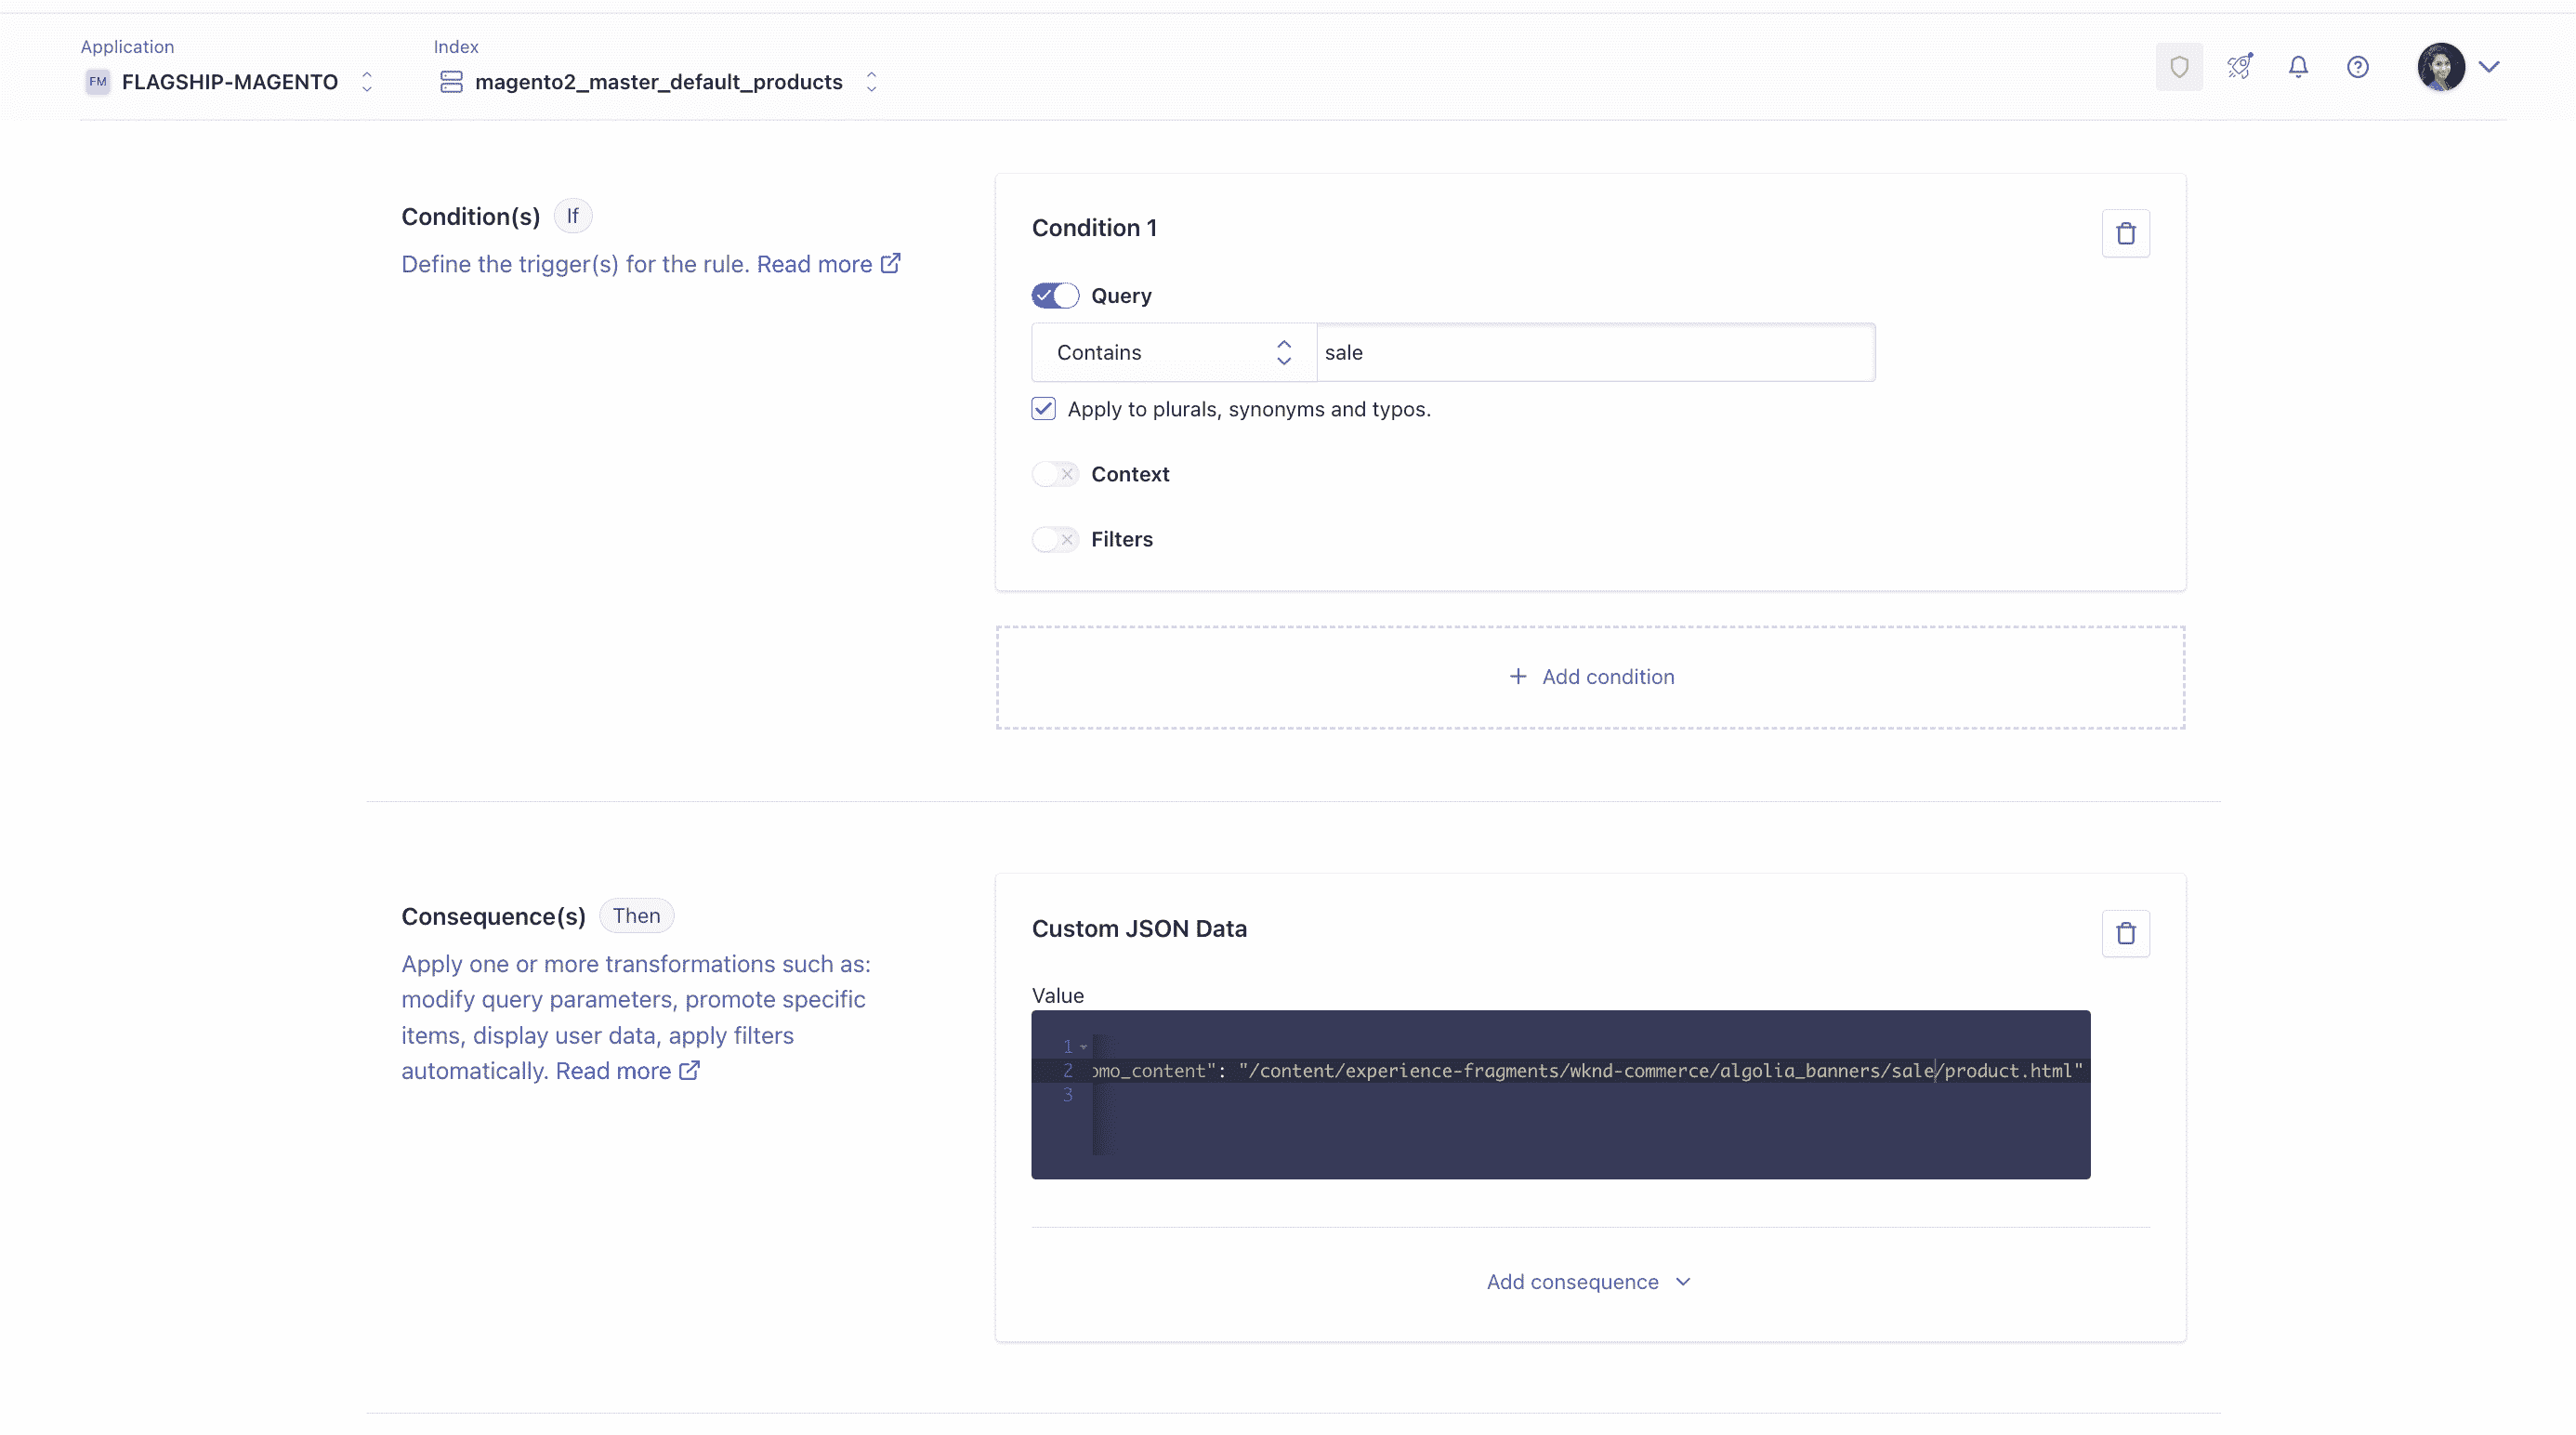 Application
Index
FM FLAGSHIP-MAGENTO
magento2_master_default_products
Condition(s) If
Define the trigger(s) for the rule. Read more
Condition 1
Query
Contains
sale
Apply to plurals, synonyms and typos.
Context
Filters
+ Add condition
Consequence(s) Then
Apply one or more transformations such as:
modify query parameters, promote specific
items, display user data, apply filters
automatically. Read more
Custom JSON Data
Value
1
2 omo_content": "/content/experience-fragments/wknd-commerce/algolia_banners/sale/product.html"
3
Add consequence